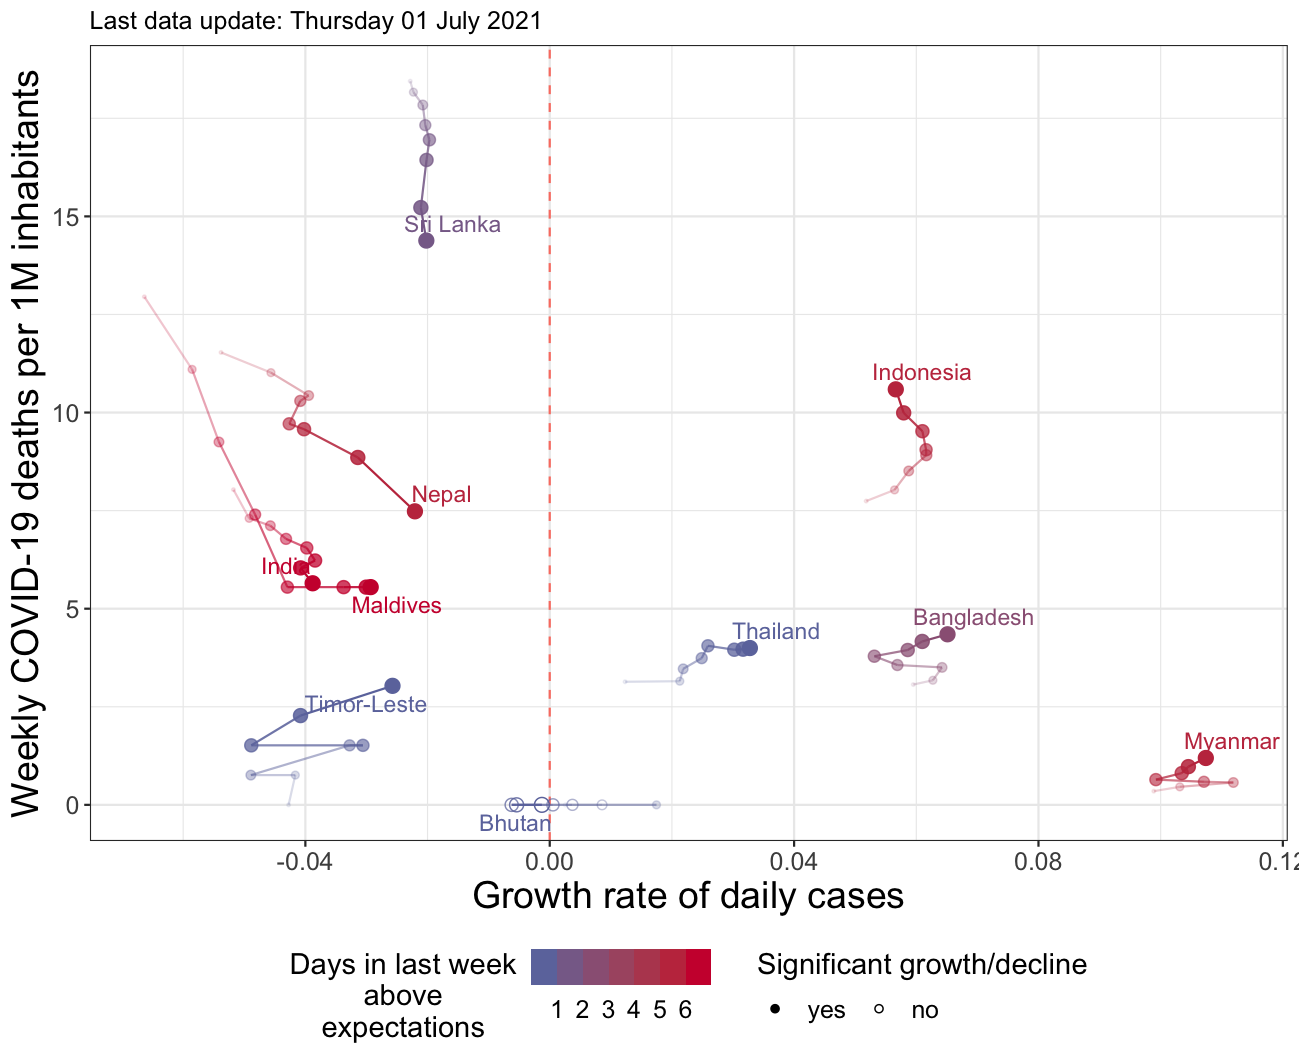 Last data update: Thursday 01 July 2021
Weekly COVID-19 deaths per 1M inhabitants
15
10
5
0
Sri Lanka
Indonesia
Nepal
India
Maldives
Bangladesh
Thailand
Timor-Leste
Myanmar
Bhutan
-0.04
0.00
0.04
0.08
0.12
Growth rate of daily cases
Days in last week
above
expectations
1 2 3 4 5 6
Significant growth/decline
yes no